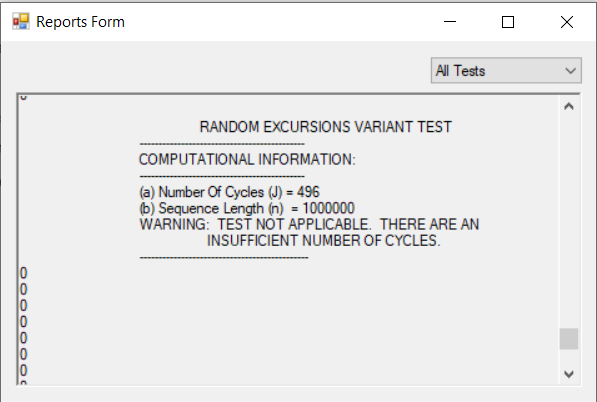 Reports Form
All Tests
RANDOM EXCURSIONS VARIANT TEST
--------------------------------------------
COMPUTATIONAL INFORMATION:
--------------------------------------------
(a) Number Of Cycles (J) = 496
(b) Sequence Length (n)  = 1000000
WARNING:  TEST NOT APPLICABLE.  THERE ARE AN
INSUFFICIENT NUMBER OF CYCLES.
---------------------------------------------
0
0
0
0
0
0
0